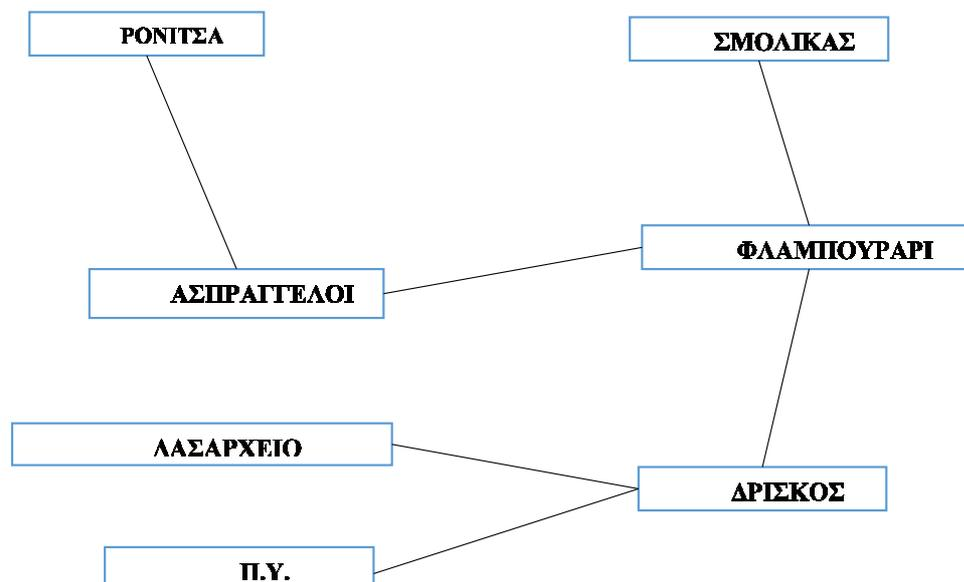 ΡΟΝΙΤΣΑ
ΣΜΟΛΙΚΑΣ
ΦΛΑΜΠΟΥΡΑΡΙ
ΑΣΠΡΑΓΓΕΛΟΙ
ΛΑΣΑΡΧΕΙΟ
ΔΡΙΣΚΟΣ
Π.Υ.